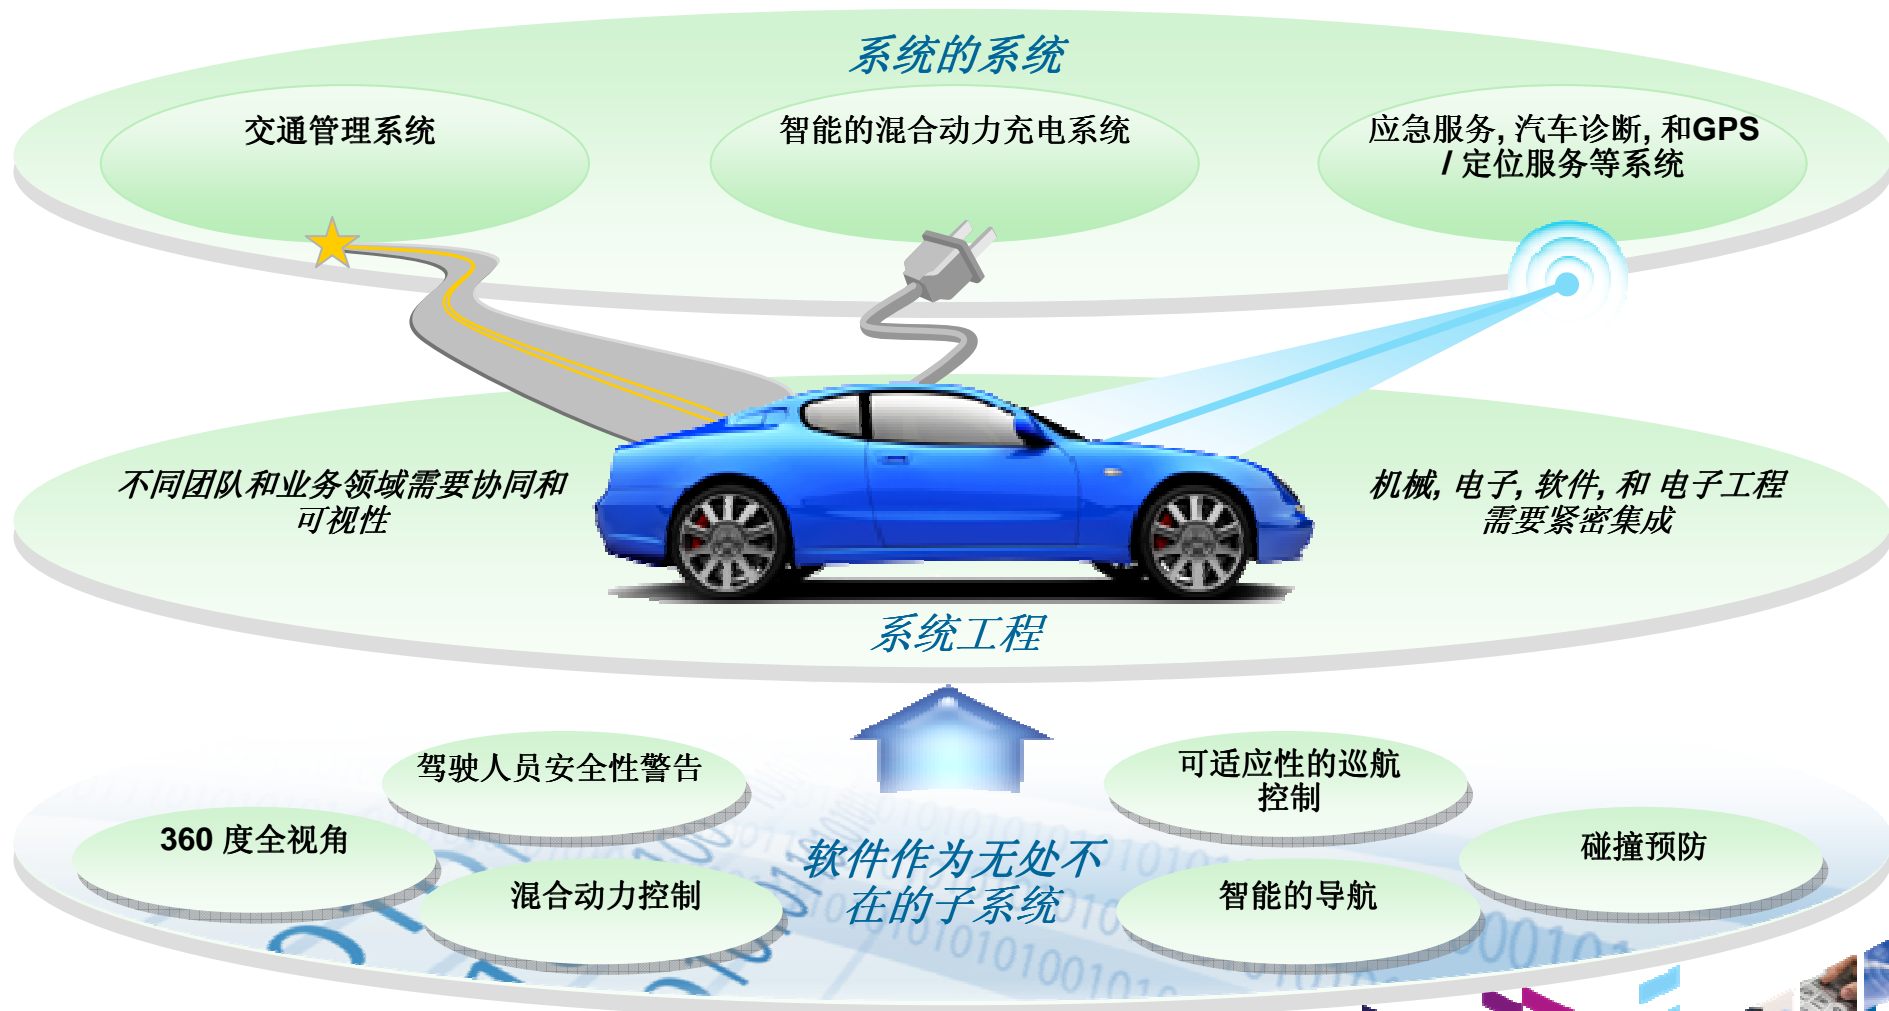 系统的系统
交通管理系统
智能的混合动力充电系统
应急服务, 汽车诊断, 和GPS
/ 定位服务等系统
不同团队和业务领域需要协同和
可视性
机械, 电子, 软件, 和 电子工程
需要紧密集成
系统工程
驾驶人员安全性警告
可适应性的巡航
控制
360 度全视角
碰撞预防
软件作为无处不
在的子系统
混合动力控制
智能的导航